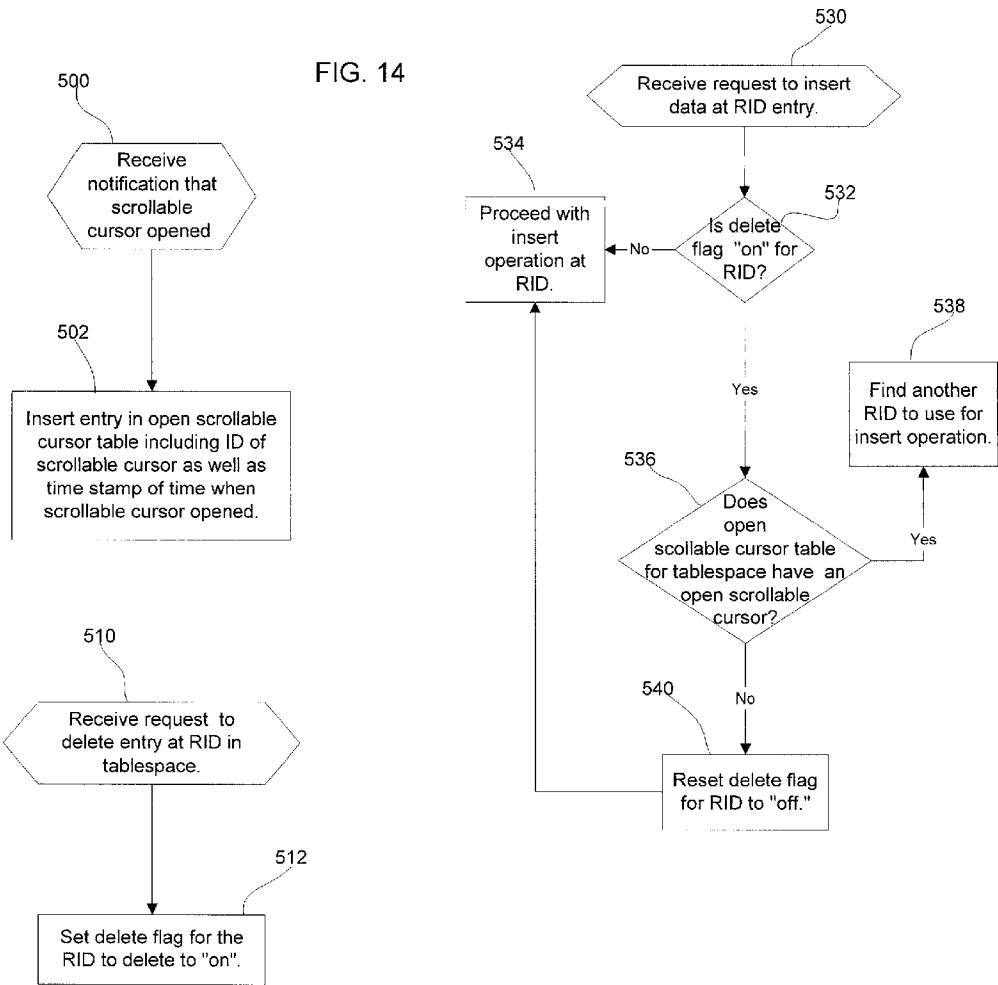 FIG. 14
500
Receive
notification that
scrollable
cursor opened
502
Insert entry in open scrollable
cursor table including ID of
scrollable cursor as well as
time stamp of time when
scrollable cursor opened.
510
Receive request to
delete entry at RID in
tablespace.
512
Set delete flag for the
RID to delete to "on".
530
Receive request to insert
data at RID entry.
532
Is delete
flag "on" for
RID?
No
534
Proceed with
insert
operation at
RID.
Yes
536
Does
open
scollable cursor table
for tablespace have an
open scrollable
cursor?
Yes
538
Find another
RID to use for
insert operation.
No
540
Reset delete flag
for RID to "off."